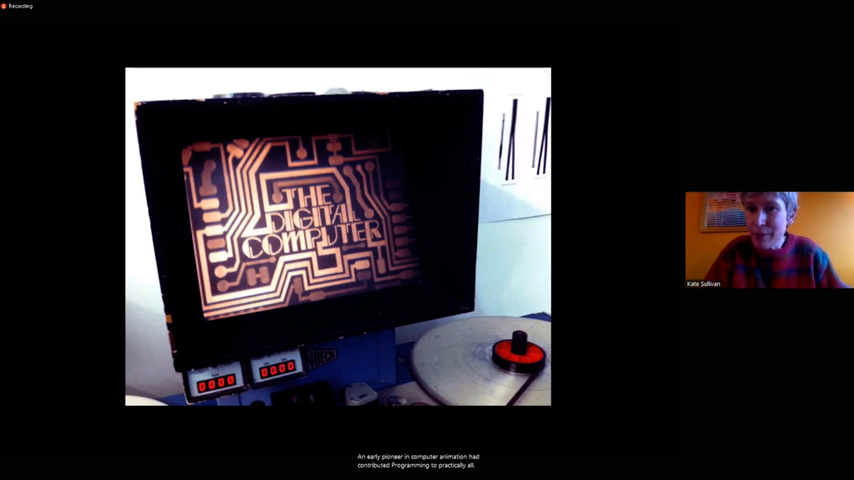 Recording
THE
DIGITAL
COMPUTER
0000
0000
Kate Sullivan
An early pioneer in computer animation had
contributed Programming to practically all.